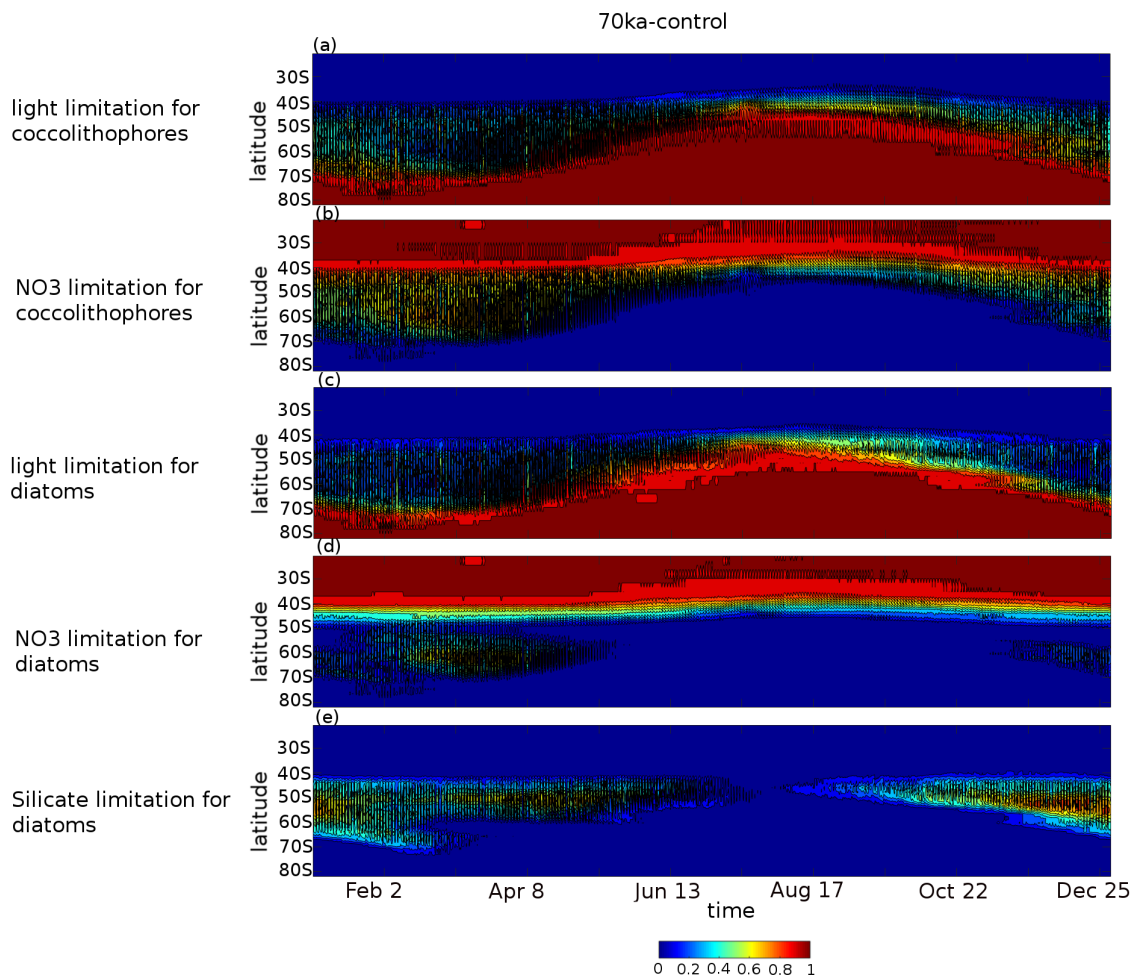 70ka-control
(a)
light limitation for
coccolithophores
latitude
30S
40S
50S
60S
70S
80S
(b)
NO3 limitation for
coccolithophores
latitude
30S
40S
50S
60S
70S
80S
(c)
light limitation for
diatoms
latitude
30S
40S
50S
60S
70S
80S
(d)
NO3 limitation for
diatoms
latitude
30S
40S
50S
60S
70S
80S
(e)
Silicate limitation for
diatoms
latitude
30S
40S
50S
60S
70S
80S
Feb 2 Apr 8 Jun 13 Aug 17 Oct 22 Dec 25
time
0 0.2 0.4 0.6 0.8 1